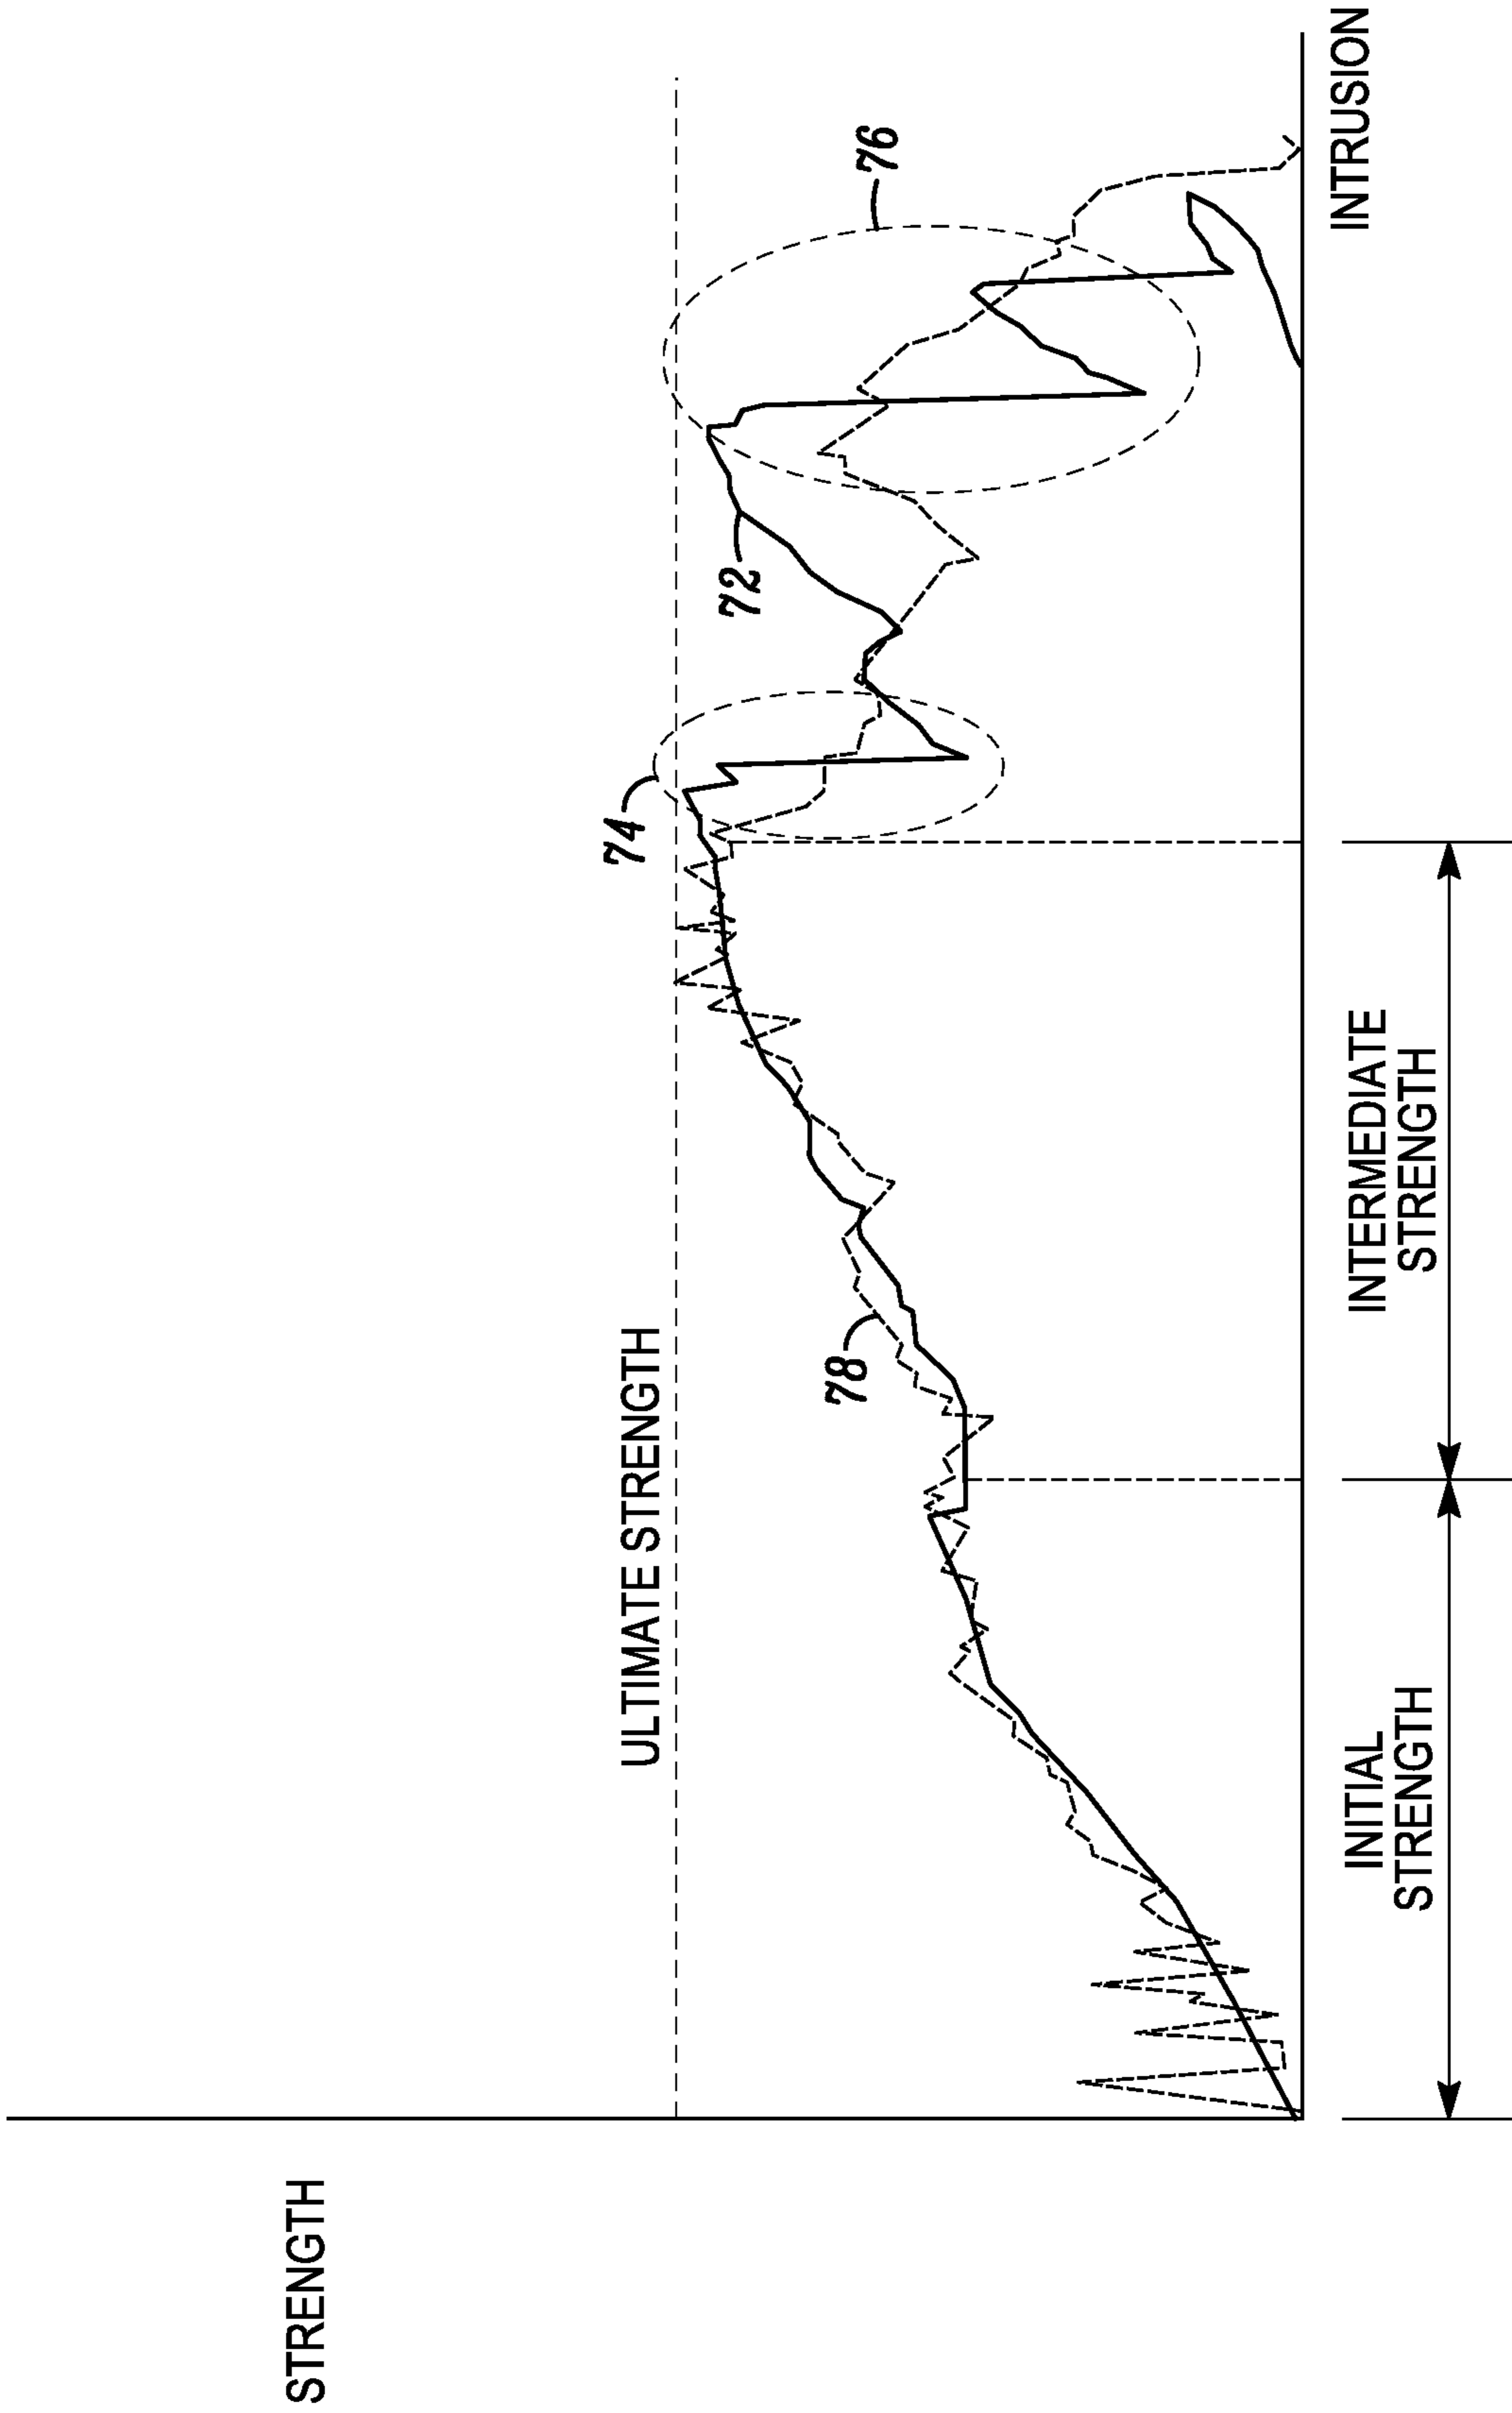 STRENGTH
ULTIMATE STRENGTH
74
76
72
78
INTRUSION
INITIAL
STRENGTH
INTERMEDIATE
STRENGTH